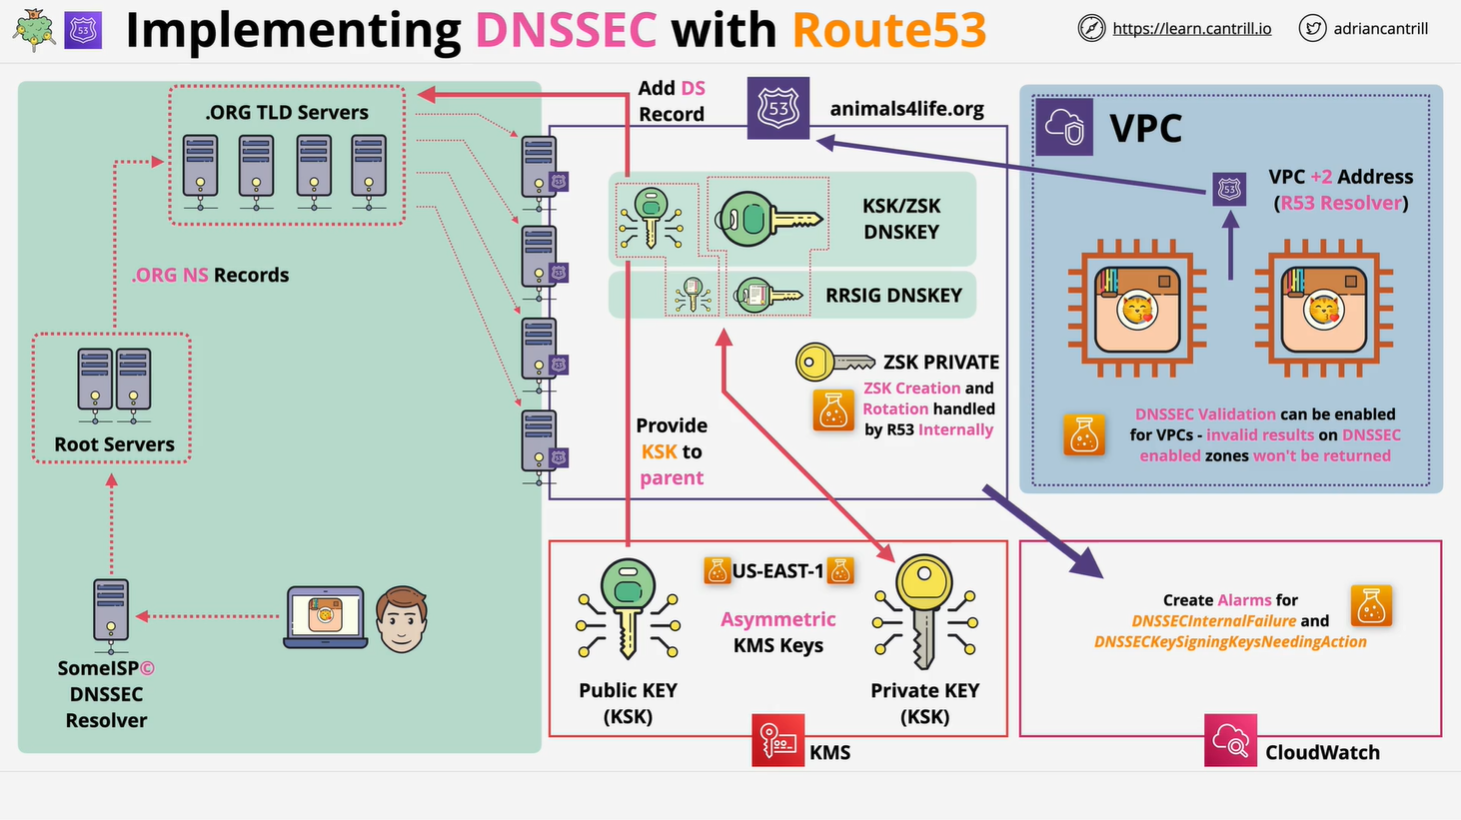 Implementing DNSSEC with Route53
https://learn.cantrill.io
adriancantrill
.ORG TLD Servers
Add DS
Record
53
animals4life.org
VPC
53
VPC +2 Address
(R53 Resolver)
KSK/ZSK
DNSKEY
RRSIG DNSKEY
.ORG NS Records
Root Servers
ZSK PRIVATE
ZSK Creation and
Rotation handled
by R53 Internally
Provide
KSK to
parent
DNSSEC Validation can be enabled
for VPCs - invalid results on DNSSEC
enabled zones won't be returned
SomeISP©
DNSSEC
Resolver
US-EAST-1
Asymmetric
KMS Keys
Public KEY
(KSK)
Private KEY
(KSK)
KMS
Create Alarms for
DNSSECInternalFailure and
DNSSECKeySigningKeysNeedingAction
CloudWatch